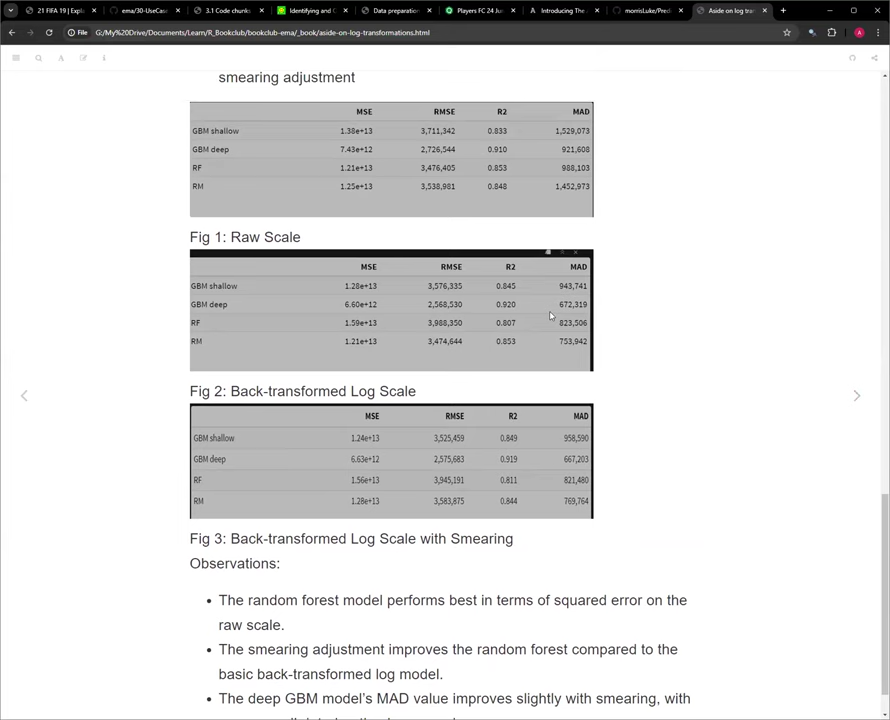 21 FIFA 19 | Expla
ema/30-UseCase
3.1 Code chunks
Identifying and C
Data preparation
Players FC 24 Jun
Introducing The
morrisLuke/Pred
Aside on log tran
G:/My%20Drive/Documents/Learn/R_Bookclub/bookclub-ema/_book/aside-on-log-transformations.html
smearing adjustment
MSE RMSE R2 MAD
GBM shallow 1.38e+13 3,711,342 0.833 1,529,073
GBM deep 7.43e+12 2,726,544 0.910 921,608
RF 1.21e+13 3,476,405 0.853 988,103
RM 1.25e+13 3,538,981 0.848 1,452,973
Fig 1: Raw Scale
MSE RMSE R2 MAD
GBM shallow 1.28e+13 3,576,335 0.845 943,741
GBM deep 6.60e+12 2,568,530 0.920 672,319
RF 1.59e+13 3,988,350 0.807 823,506
RM 1.21e+13 3,474,644 0.853 753,942
Fig 2: Back-transformed Log Scale
MSE RMSE R2 MAD
GBM shallow 1.24e+13 3,525,459 0.849 958,590
GBM deep 6.63e+12 2,575,683 0.919 667,203
RF 1.56e+13 3,945,191 0.811 821,480
RM 1.28e+13 3,583,875 0.844 769,764
Fig 3: Back-transformed Log Scale with Smearing
Observations:
• The random forest model performs best in terms of squared error on the
raw scale.
• The smearing adjustment improves the random forest compared to the
basic back-transformed log model.
• The deep GBM model's MAD value improves slightly with smearing, with